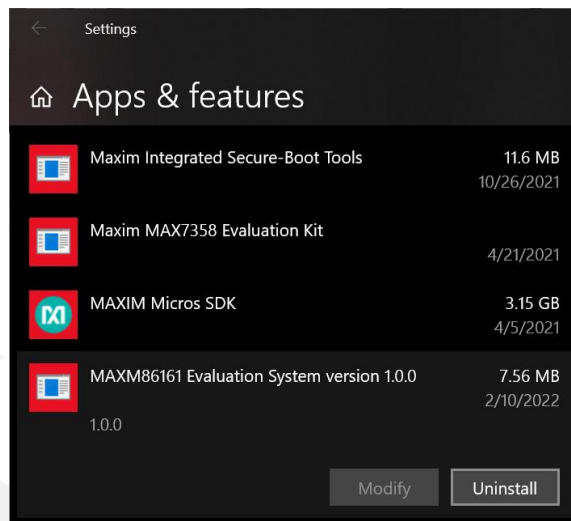 Settings
Apps & features
Maxim Integrated Secure-Boot Tools 11.6 MB
10/26/2021
Maxim MAX7358 Evaluation Kit
4/21/2021
MAXIM Micros SDK 3.15 GB
4/5/2021
MAXM86161 Evaluation System version 1.0.0 7.56 MB
2/10/2022
1.0.0
Modify Uninstall